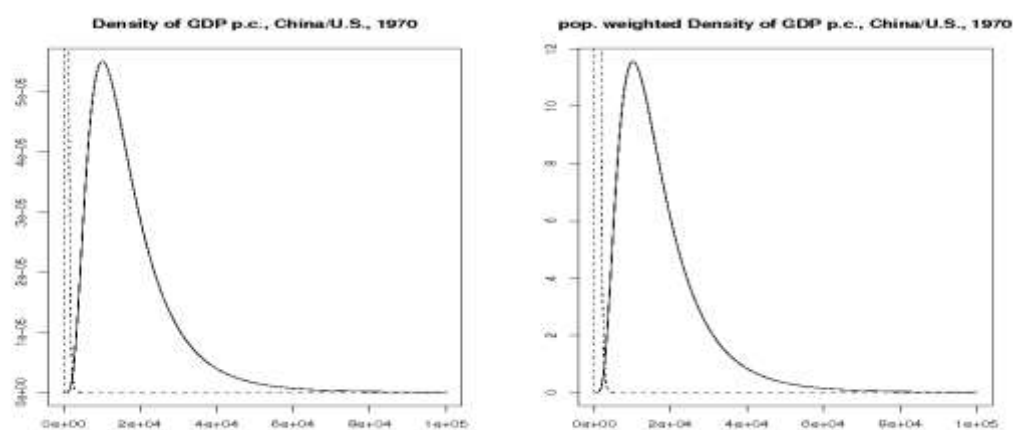 Density of GDP p.c., China/U.S., 1970
5e-05
4e-05
3e-05
2e-05
1e-05
0e+00
0e+00 2e+04 4e+04 6e+04 8e+04 1e+05
pop. weighted Density of GDP p.c., China/U.S., 1970
12
10
8
6
4
2
0
0e+00 2e+04 4e+04 6e+04 8e+04 1e+05